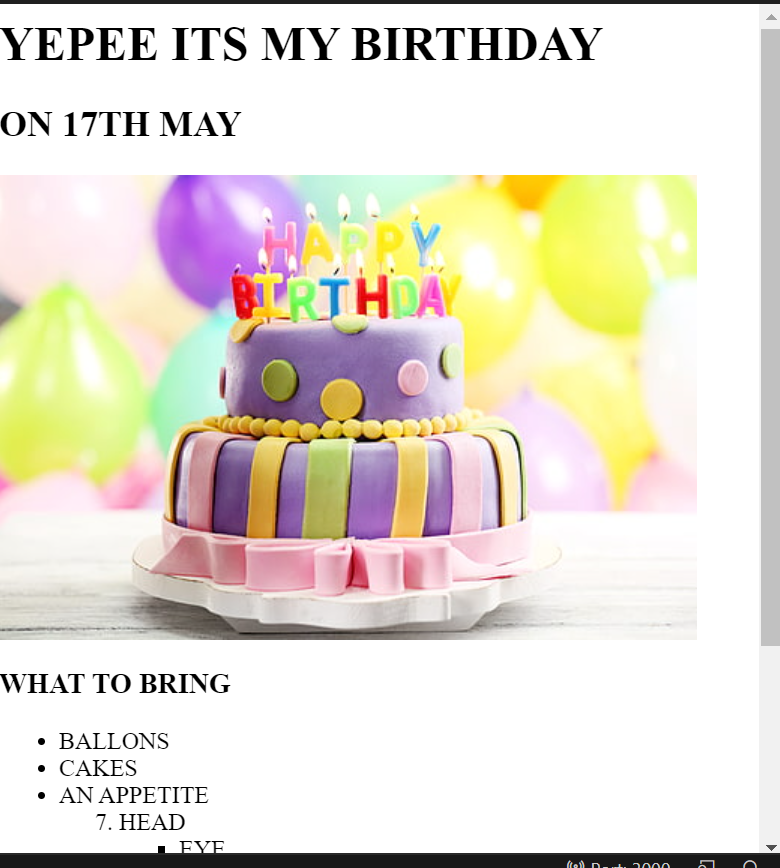 YEPEE ITS MY BIRTHDAY
ON 17TH MAY
HAPPY
BIRTHDAY
WHAT TO BRING
BALLONS
CAKES
AN APPETITE
7. HEAD
EYE
Port: 3000